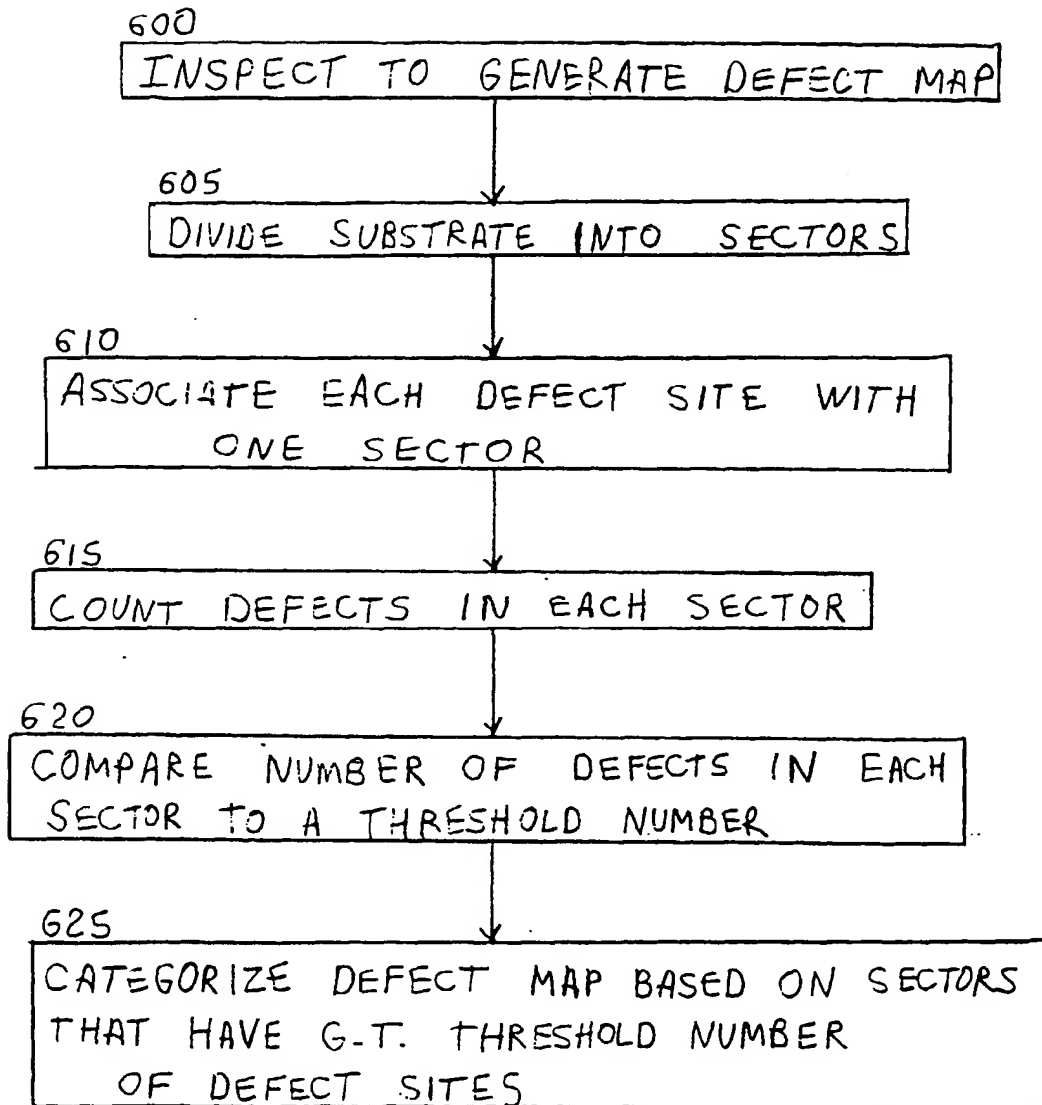 600
INSPECT TO GENERATE DEFECT MAP
605
DIVIDE SUBSTRATE INTO SECTORS
610
ASSOCIATE EACH DEFECT SITE WITH
ONE SECTOR
615
COUNT DEFECTS IN EACH SECTOR
620
COMPARE NUMBER OF DEFECTS IN EACH
SECTOR TO A THRESHOLD NUMBER
625
CATEGORIZE DEFECT MAP BASED ON SECTORS
THAT HAVE G.T. THRESHOLD NUMBER
OF DEFECT SITES